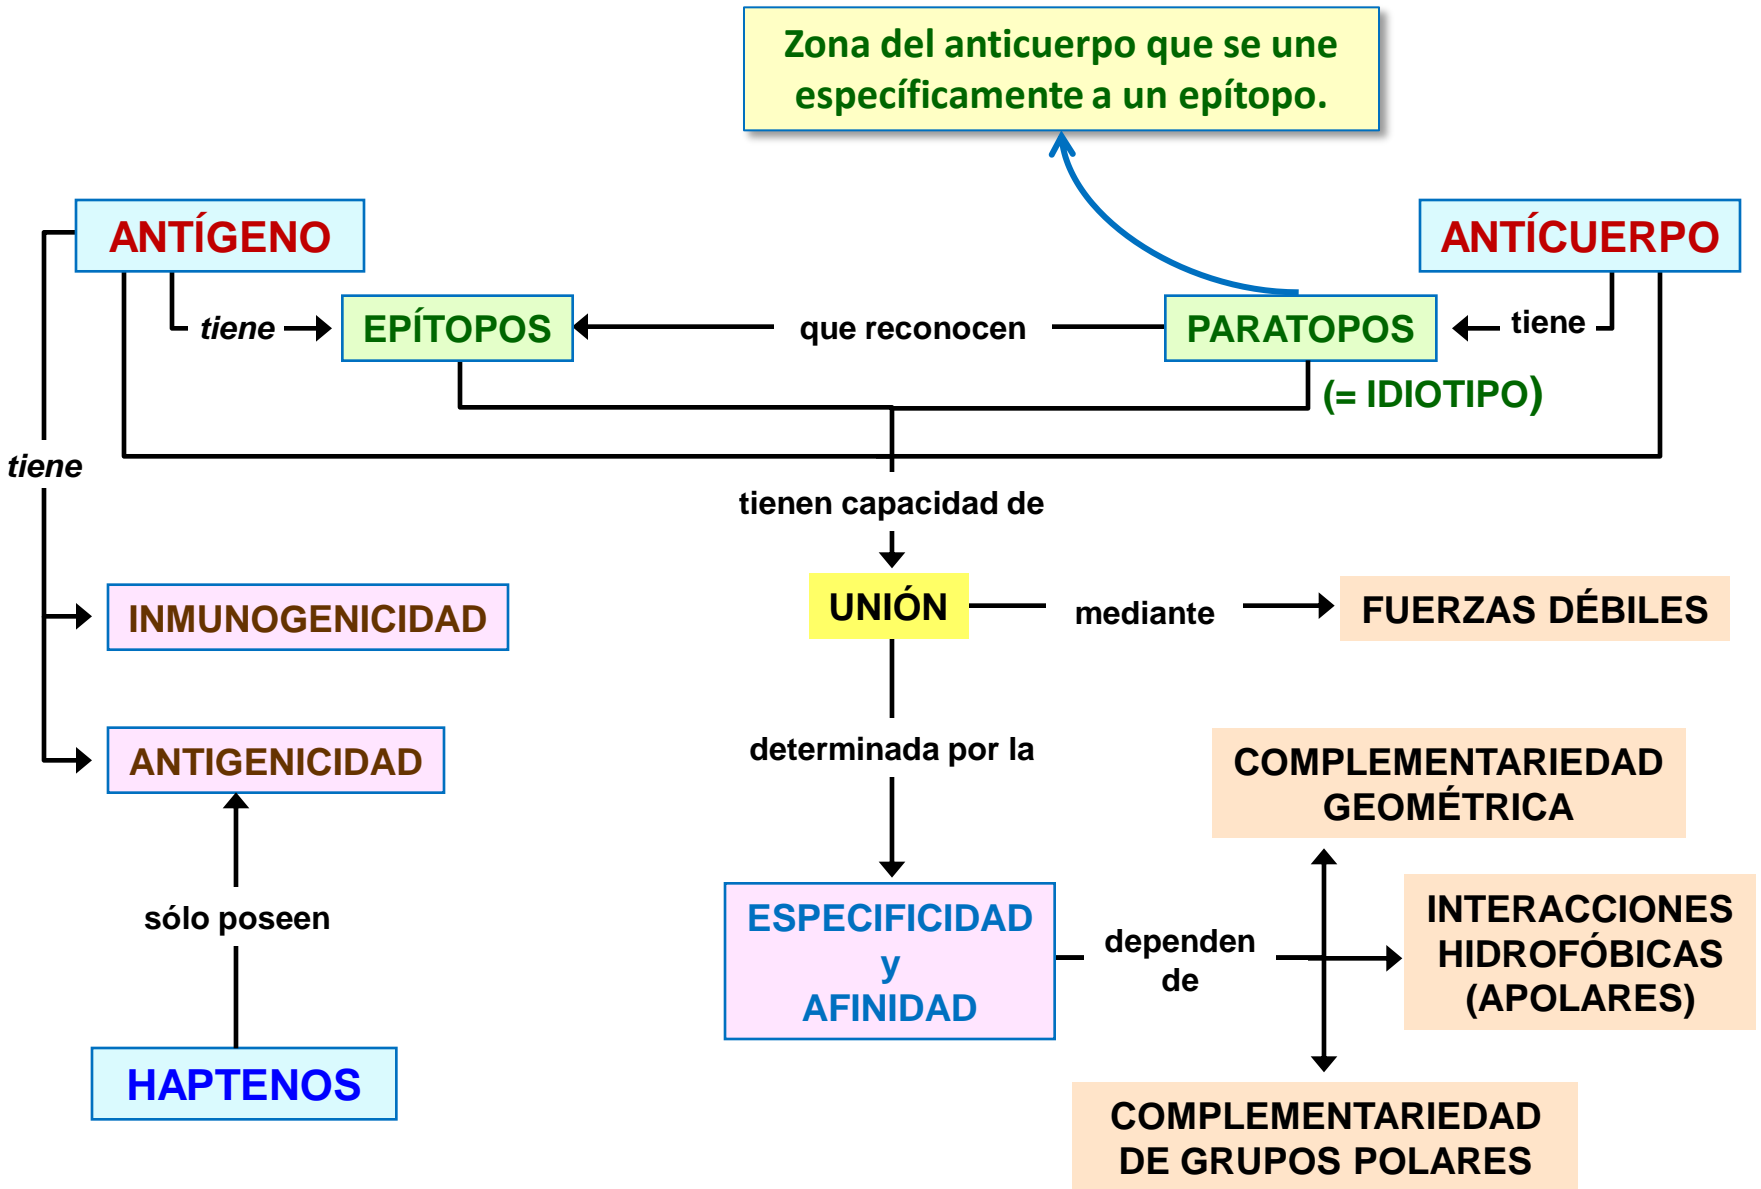 Zona del anticuerpo que se une
específicamente a un epítopo.
ANTÍGENO
ANTÍCUERPO
tiene
EPÍTOPOS
que reconocen
PARATOPOS
tiene
(= IDIOTIPO)
tiene
tienen capacidad de
INMUNOGENICIDAD
UNIÓN
mediante
FUERZAS DÉBILES
ANTIGENICIDAD
determinada por la
COMPLEMENTARIEDAD
GEOMÉTRICA
sólo poseen
ESPECIFICIDAD
y
AFINIDAD
dependen
de
INTERACCIONES
HIDROFÓBICAS
(APOLARES)
HAPTENOS
COMPLEMENTARIEDAD
DE GRUPOS POLARES